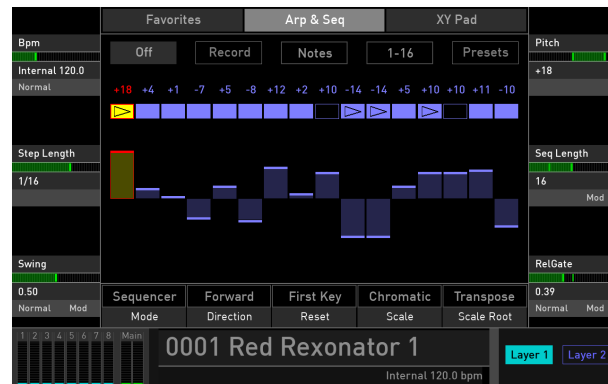 Favorites Arp & Seq XY Pad
Bpm Off Record Notes 1-16 Presets Pitch
Internal 120.0 +18
Normal
+18 +4 +1 -7 +5 -8 +12 +2 +10 -14 -14 +5 +10 +10 +11 -10
Step Length Seq Length
1/16 16
Mod
Swing RelGate
0.50 Sequencer Forward First Key Chromatic Transpose 0.39
Normal Mod Mode Direction Reset Scale Scale Root Normal Mod
1 2 3 4 5 6 7 8 Main
0001 Red Rexonator 1
Layer 1 Layer 2
Internal 120.0 bpm